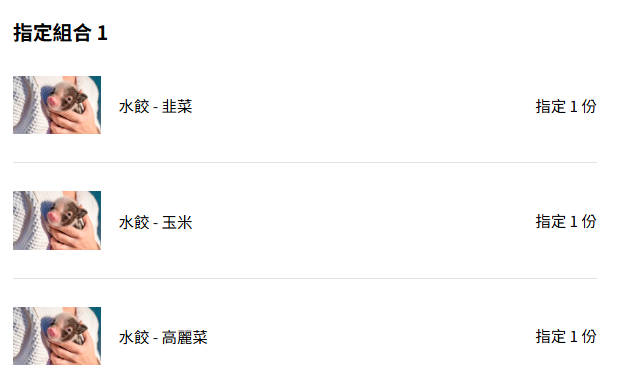 指定組合 1
水餃 - 韭菜
指定 1 份
水餃 - 玉米
指定 1 份
水餃 - 高麗菜
指定 1 份